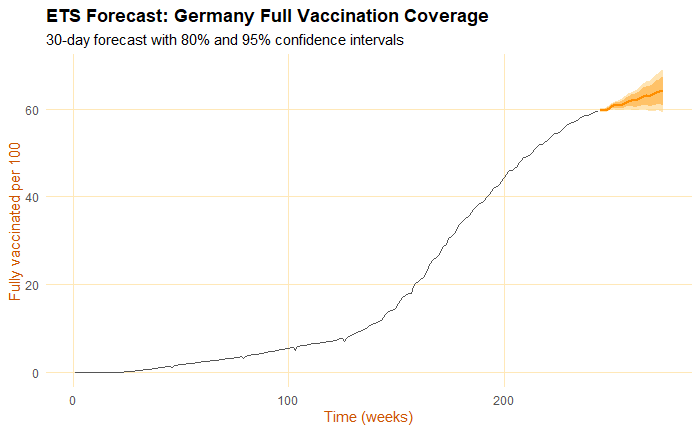 ETS Forecast: Germany Full Vaccination Coverage
30-day forecast with 80% and 95% confidence intervals
Fully vaccinated per 100
60
40
20
0
0 100 200
Time (weeks)